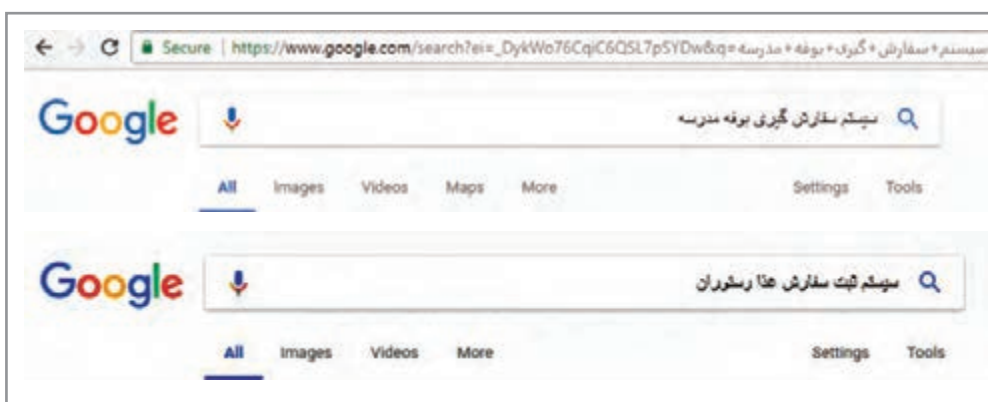 Secure | https://www.google.com/search?ei=_DykWo76CqiC6QSL7pSYDw&q=سیستم+سفارش+گیری+بوفه+مدرسه
Google سیستم سفارش گیری بوفه مدرسه
All Images Videos Maps More Settings Tools
Google سیستم ثبت سفارش غذا رستوران
All Images Videos More Settings Tools